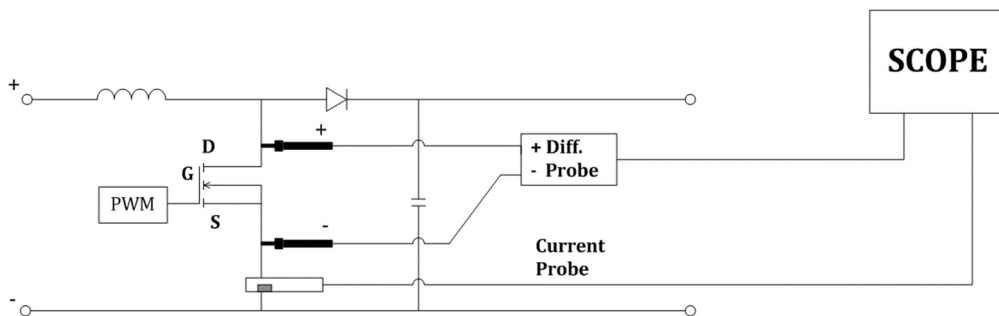 SCOPE
+
D
+
+ Diff.
- Probe
G
PWM
S
-
Current
Probe
-